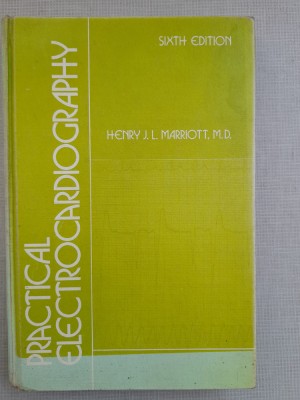 SIXTH EDITION
HENRY J. L. MARRIOTT, M.D.
PRACTICAL
ELECTROCARDIOGRAPHY